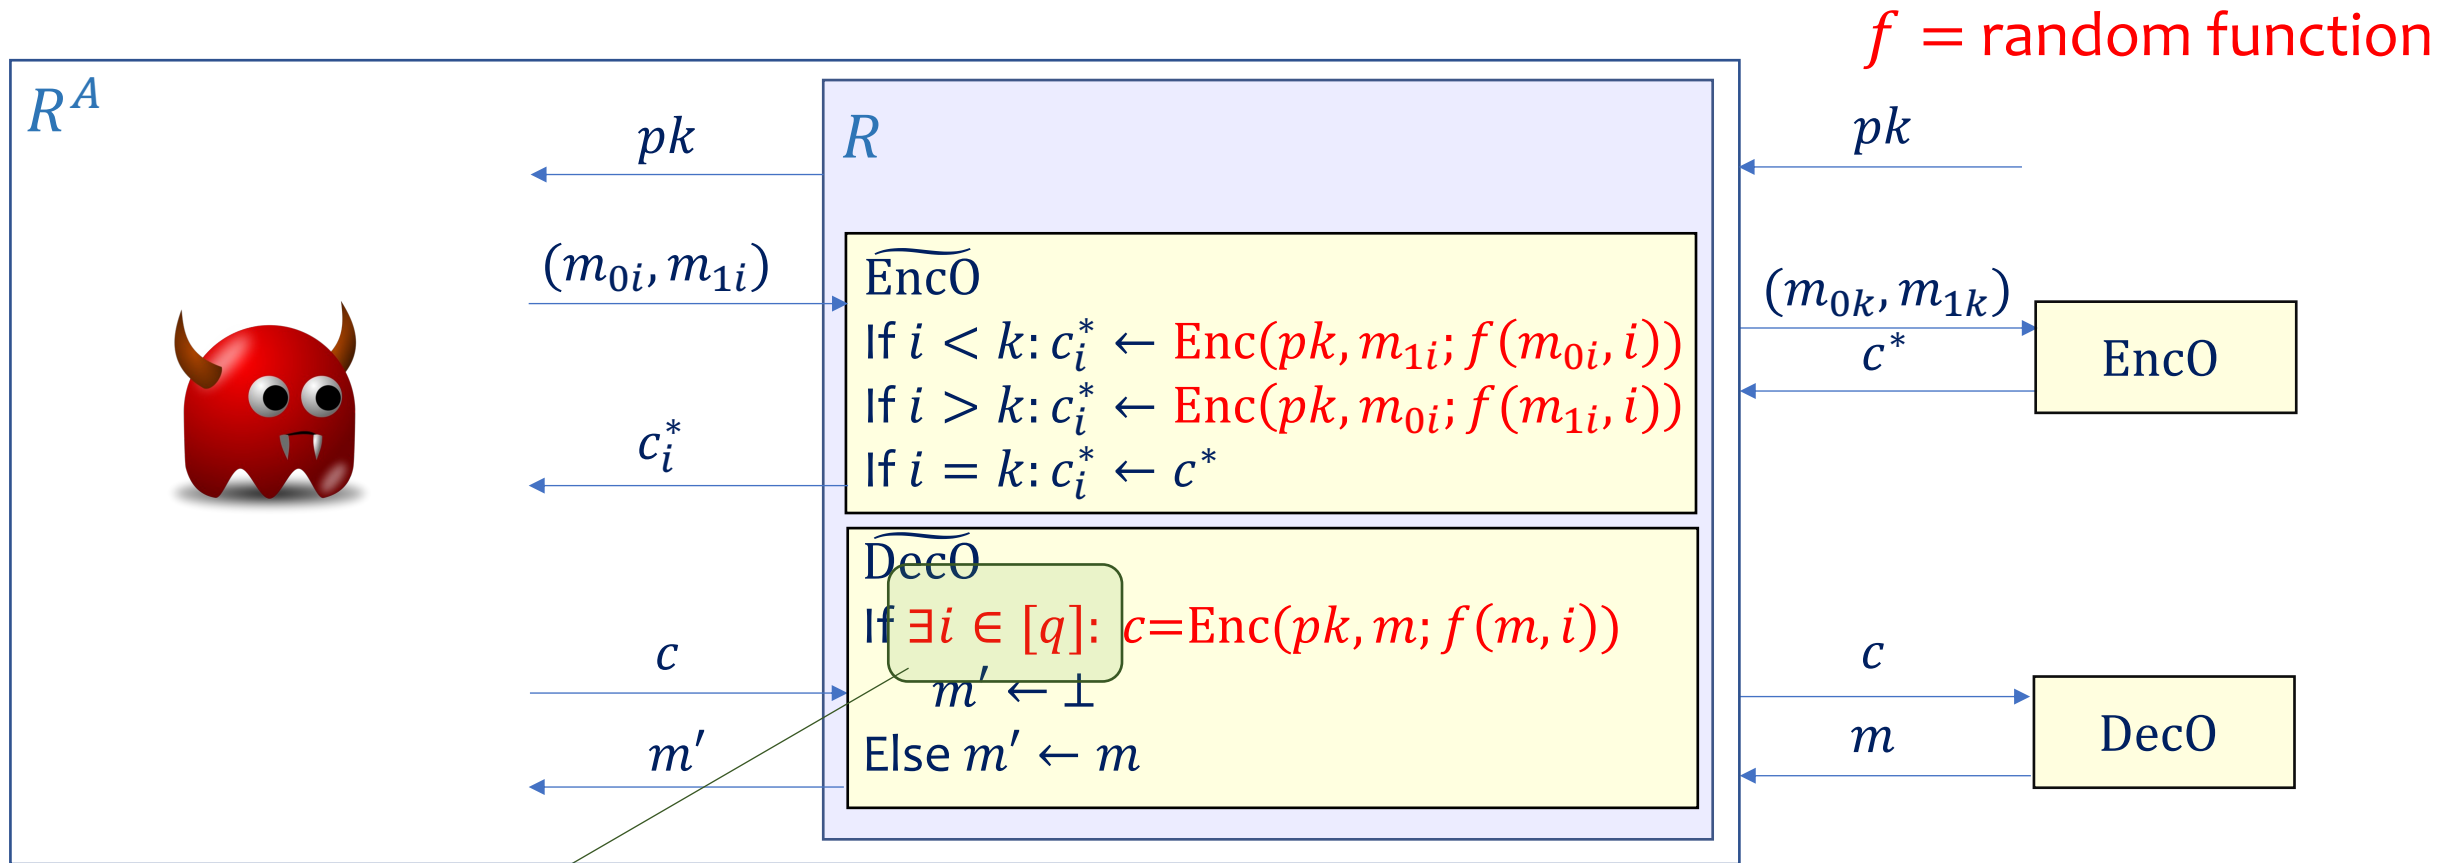 f = random function
R^A
pk
R
pk
(m_{0i}, m_{1i})
\widetilde{EncO}
If i < k: c_i^* ← Enc(pk, m_{1i}; f(m_{0i}, i))
If i > k: c_i^* ← Enc(pk, m_{0i}; f(m_{1i}, i))
If i = k: c_i^* ← c^*
c_i^*
(m_{0k}, m_{1k})
c^*
EncO
\widetilde{DecO}
If ∃i ∈ [q]: c=Enc(pk, m; f(m, i))
m′ ← ⊥
Else m′ ← m
c
m′
c
m
DecO